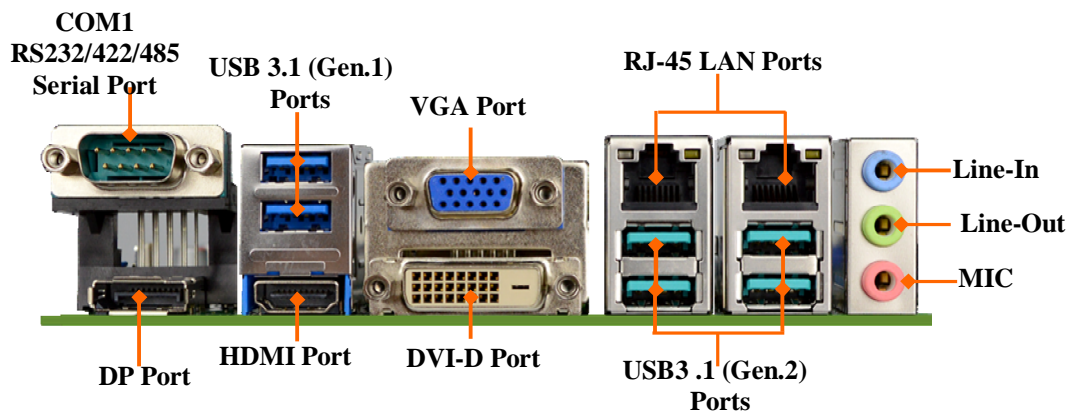 COM1
RS232/422/485
Serial Port
USB 3.1 (Gen.1)
Ports
VGA Port
RJ-45 LAN Ports
Line-In
Line-Out
MIC
DP Port
HDMI Port
DVI-D Port
USB3 .1 (Gen.2)
Ports